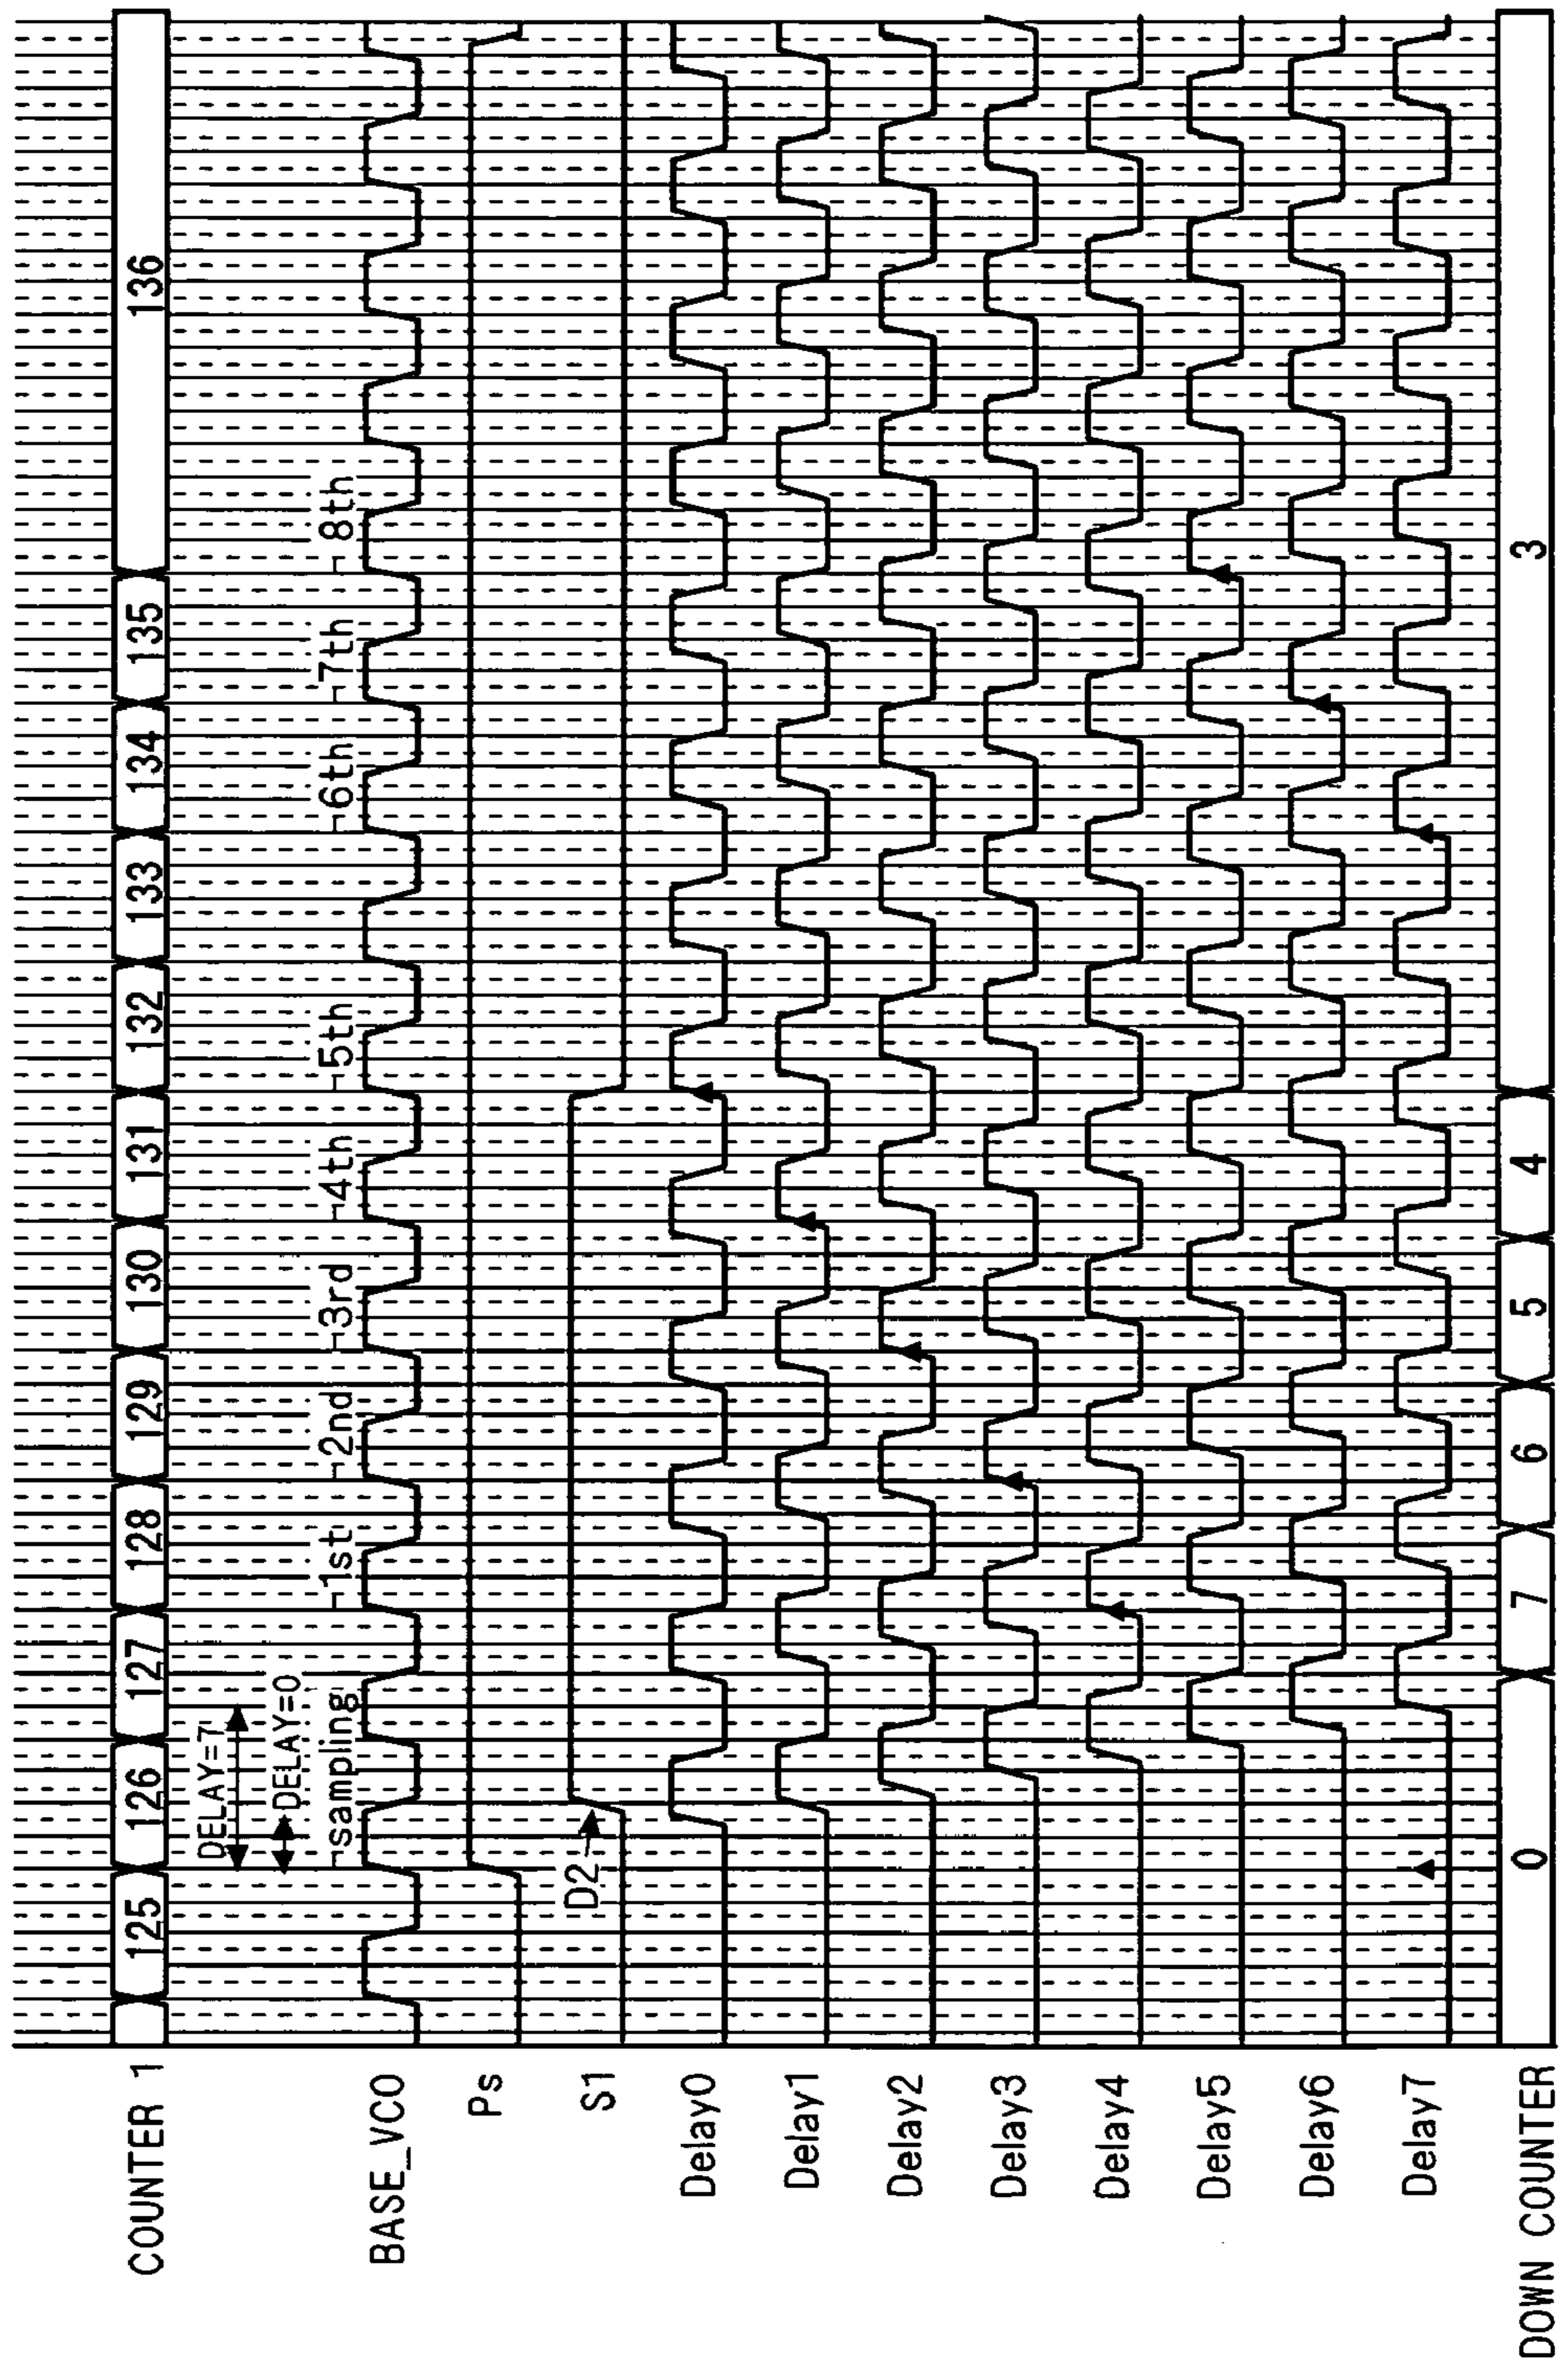 COUNTER 1
125
126
127
128
129
130
131
132
133
134
135
136
DELAY=7
DELAY=0
sampling
1st
2nd
3rd
4th
5th
6th
7th
8th
BASE_VCO
Ps
S1
D2
Delay0
Delay1
Delay2
Delay3
Delay4
Delay5
Delay6
Delay7
DOWN COUNTER
0
7
6
5
4
3